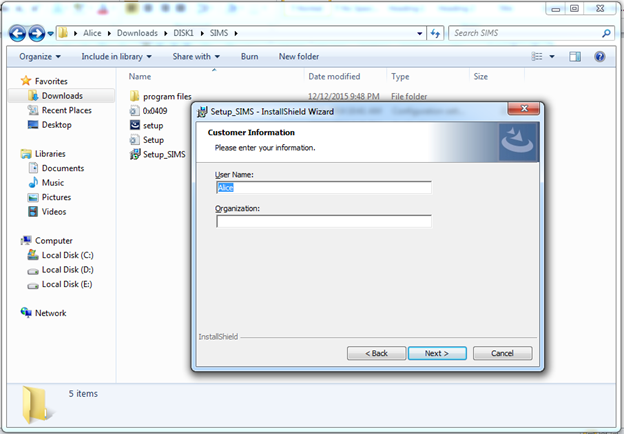 Alice ▸ Downloads ▸ DISK1 ▸ SIMS ▸
Search SIMS
Organize Include in library Share with Burn New folder
Name Date modified Type Size
Favorites
Downloads
Recent Places
Desktop
Libraries
Documents
Music
Pictures
Videos
Computer
Local Disk (C:)
Local Disk (D:)
Local Disk (E:)
Network
program files 12/12/2015 9:48 PM File folder
0x0409
setup
Setup
Setup_SIMS
Setup_SIMS - InstallShield Wizard
Customer Information
Please enter your information.
User Name:
Alice
Organization:
InstallShield
< Back Next > Cancel
5 items